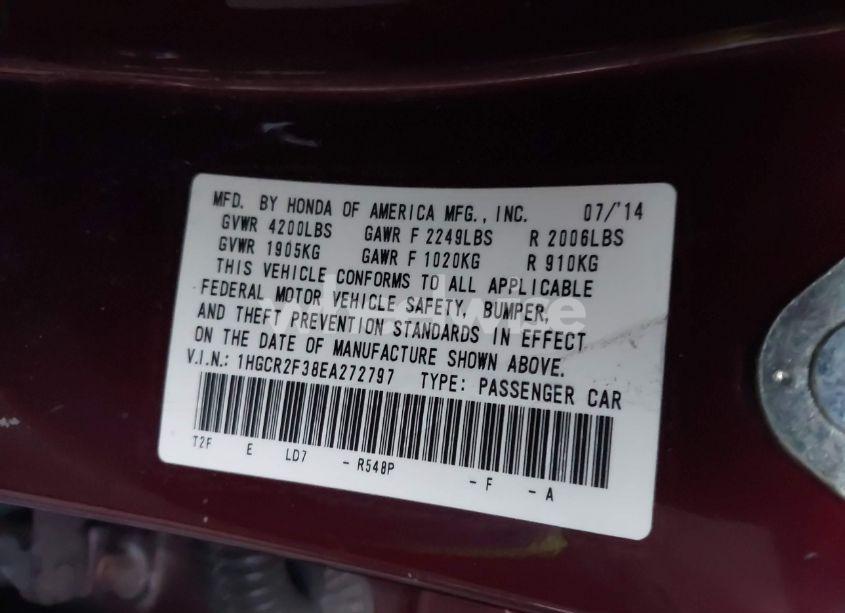 MFD. BY HONDA OF AMERICA MFG., INC. 07/'14
GVWR 4200LBS GAWR F 2249LBS R 2006LBS
GVWR 1905KG GAWR F 1020KG R 910KG
THIS VEHICLE CONFORMS TO ALL APPLICABLE
FEDERAL MOTOR VEHICLE SAFETY, BUMPER,
AND THEFT PREVENTION STANDARDS IN EFFECT
ON THE DATE OF MANUFACTURE SHOWN ABOVE.
V.I.N.: 1HGCR2F38EA272797 TYPE: PASSENGER CAR
T2F E LD7 - R548P - F - A